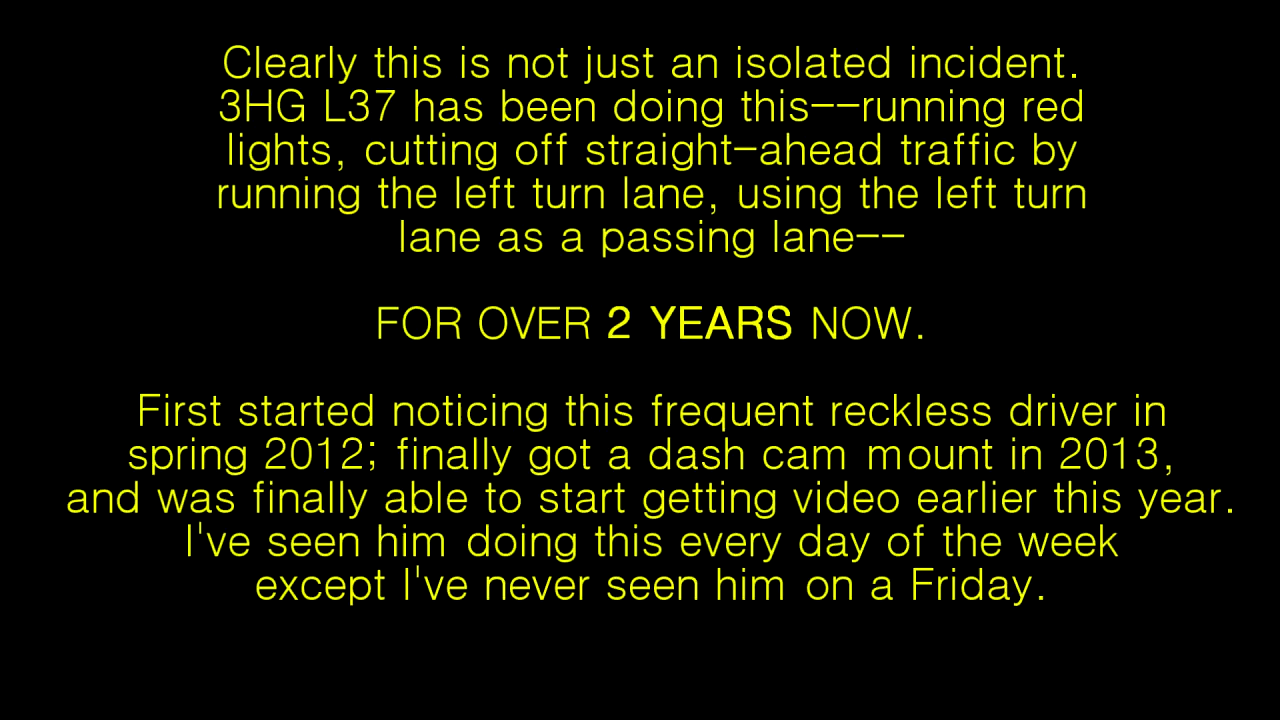 Clearly this is not just an isolated incident.
3HG L37 has been doing this--running red
lights, cutting off straight-ahead traffic by
running the left turn lane, using the left turn
lane as a passing lane--
FOR OVER 2 YEARS NOW.
First started noticing this frequent reckless driver in
spring 2012; finally got a dash cam mount in 2013,
and was finally able to start getting video earlier this year.
I've seen him doing this every day of the week
except I've never seen him on a Friday.